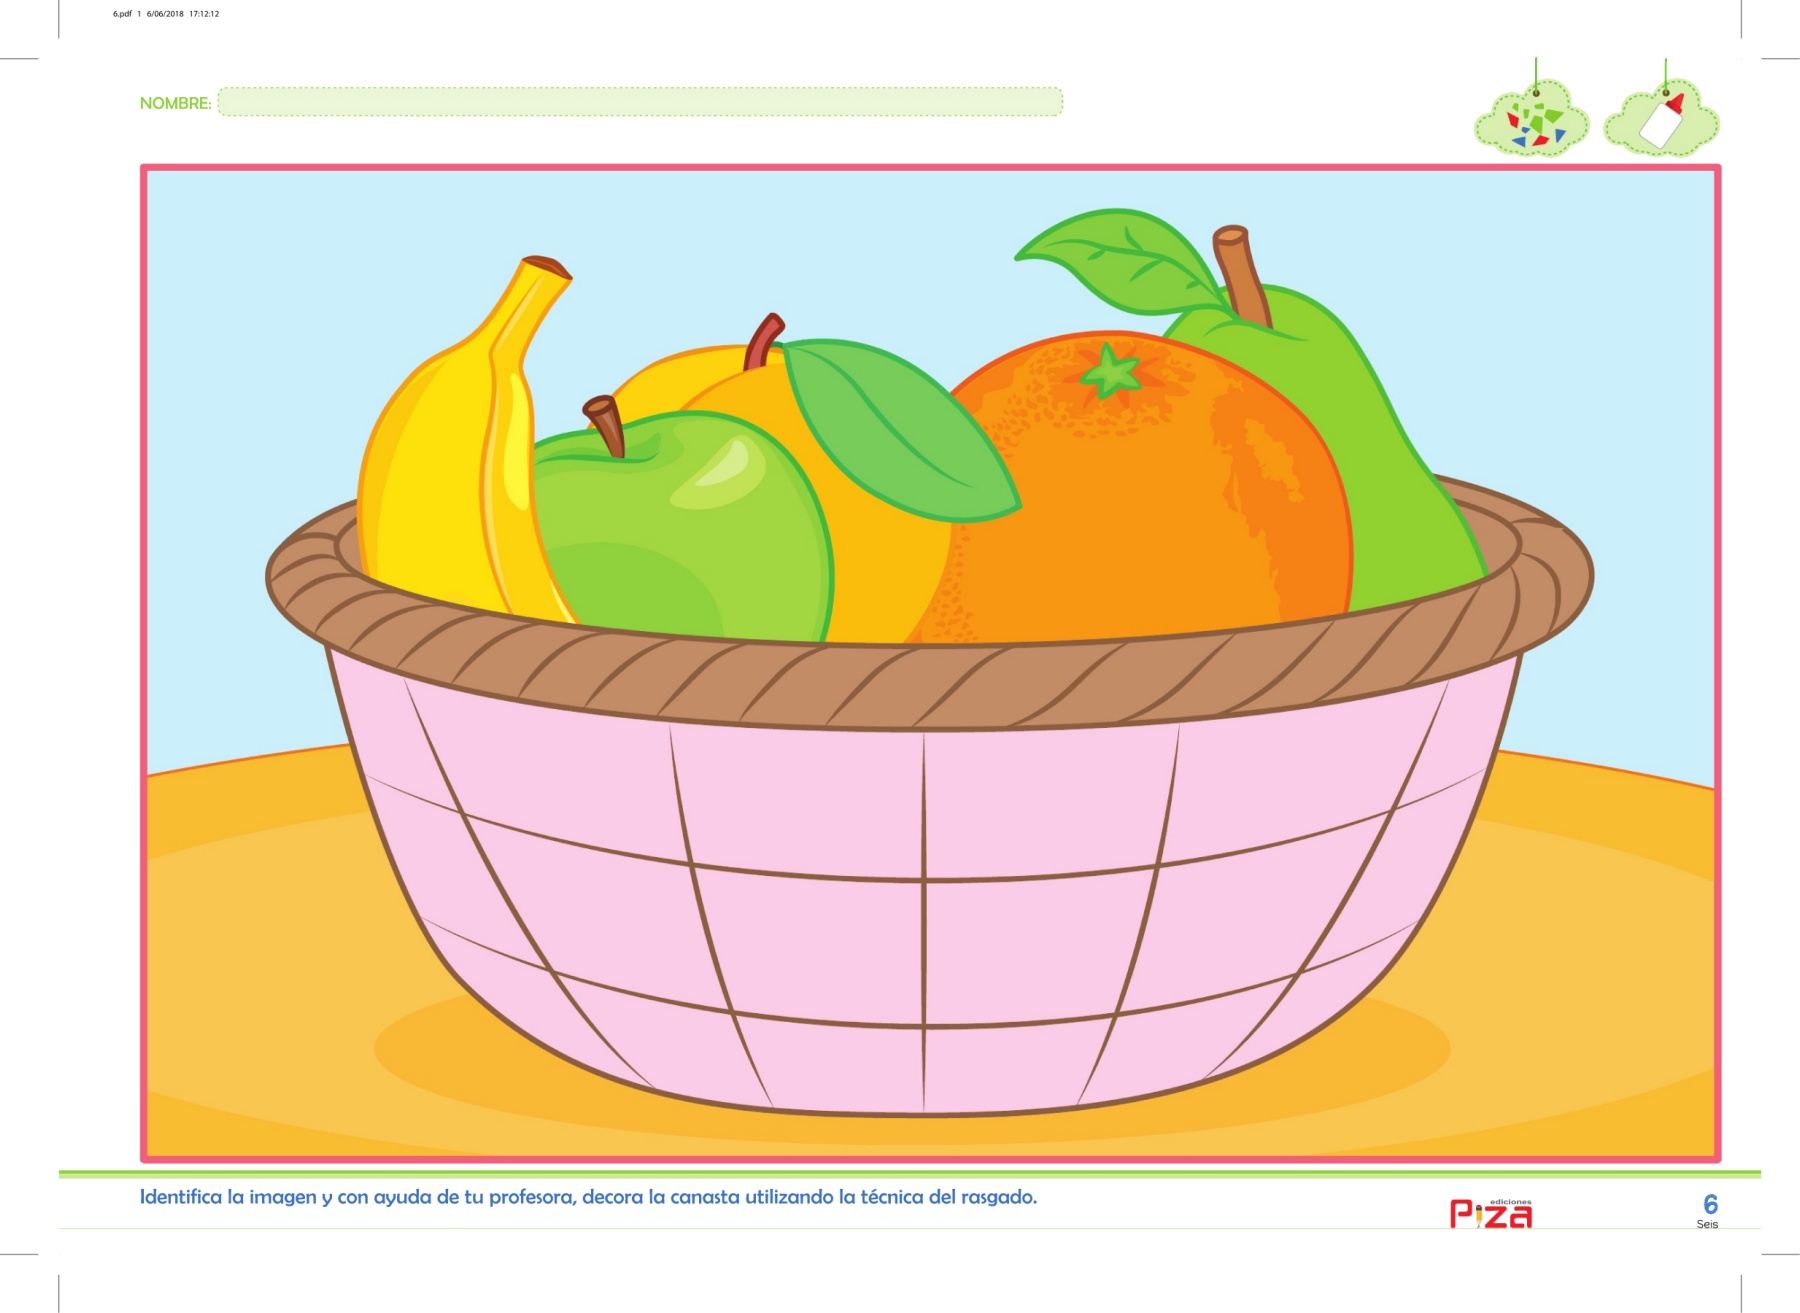 6.pdf 1 6/06/2018 17:12:12
NOMBRE:
Identifica la imagen y con ayuda de tu profesora, decora la canasta utilizando la técnica del rasgado.
ediciones
Piza
6
Seis